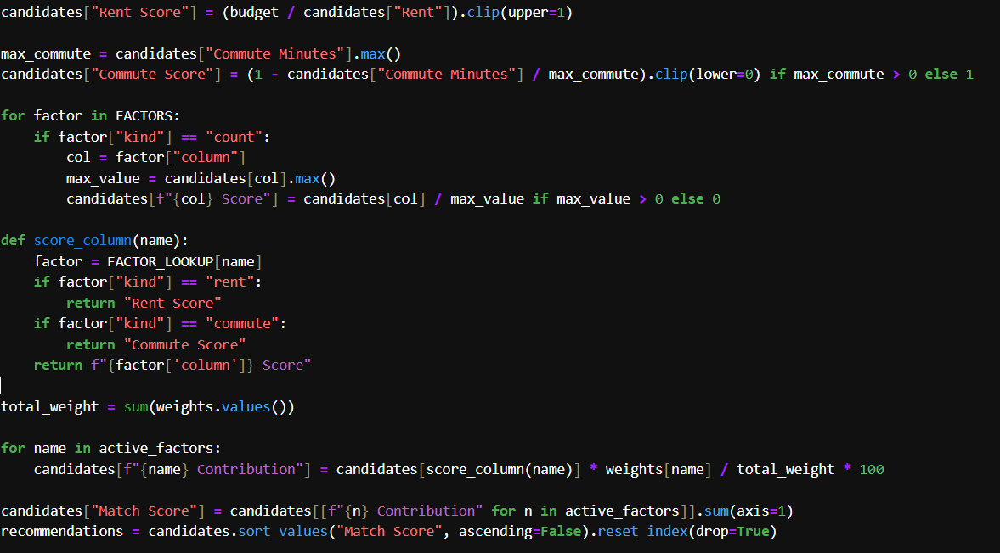 candidates["Rent Score"] = (budget / candidates["Rent"]).clip(upper=1)

max_commute = candidates["Commute Minutes"].max()
candidates["Commute Score"] = (1 - candidates["Commute Minutes"] / max_commute).clip(lower=0) if max_commute > 0 else 1

for factor in FACTORS:
    if factor["kind"] == "count":
        col = factor["column"]
        max_value = candidates[col].max()
        candidates[f"{col} Score"] = candidates[col] / max_value if max_value > 0 else 0

def score_column(name):
    factor = FACTOR_LOOKUP[name]
    if factor["kind"] == "rent":
        return "Rent Score"
    if factor["kind"] == "commute":
        return "Commute Score"
    return f"{factor['column']} Score"

total_weight = sum(weights.values())

for name in active_factors:
    candidates[f"{name} Contribution"] = candidates[score_column(name)] * weights[name] / total_weight * 100

candidates["Match Score"] = candidates[[f"{n} Contribution" for n in active_factors]].sum(axis=1)
recommendations = candidates.sort_values("Match Score", ascending=False).reset_index(drop=True)